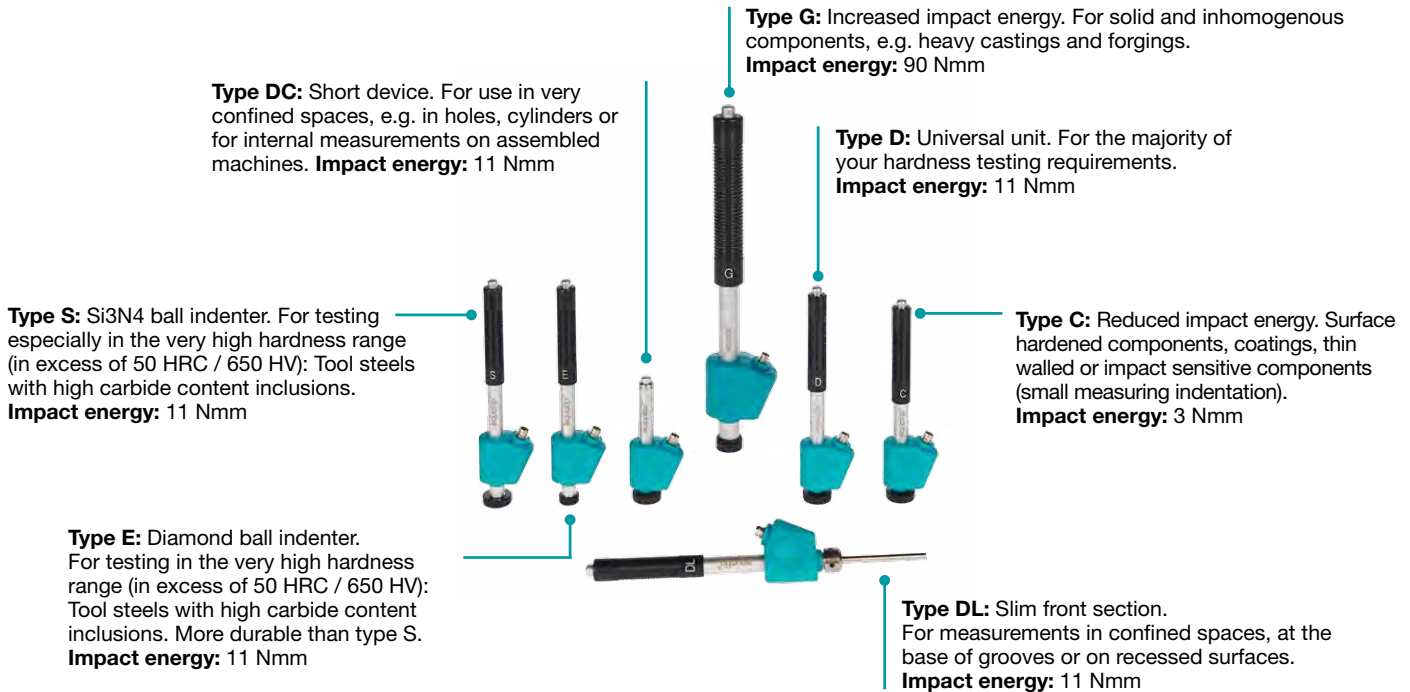 Type G: Increased impact energy. For solid and inhomogenous
components, e.g. heavy castings and forgings.
Impact energy: 90 Nmm
Type DC: Short device. For use in very
confined spaces, e.g. in holes, cylinders or
for internal measurements on assembled
machines. Impact energy: 11 Nmm
Type D: Universal unit. For the majority of
your hardness testing requirements.
Impact energy: 11 Nmm
Type S: Si3N4 ball indenter. For testing
especially in the very high hardness range
(in excess of 50 HRC / 650 HV): Tool steels
with high carbide content inclusions.
Impact energy: 11 Nmm
G
S
E
D
C
Type C: Reduced impact energy. Surface
hardened components, coatings, thin
walled or impact sensitive components
(small measuring indentation).
Impact energy: 3 Nmm
Type E: Diamond ball indenter.
For testing in the very high hardness
range (in excess of 50 HRC / 650 HV):
Tool steels with high carbide content
inclusions. More durable than type S.
Impact energy: 11 Nmm
DL
Type DL: Slim front section.
For measurements in confined spaces, at the
base of grooves or on recessed surfaces.
Impact energy: 11 Nmm